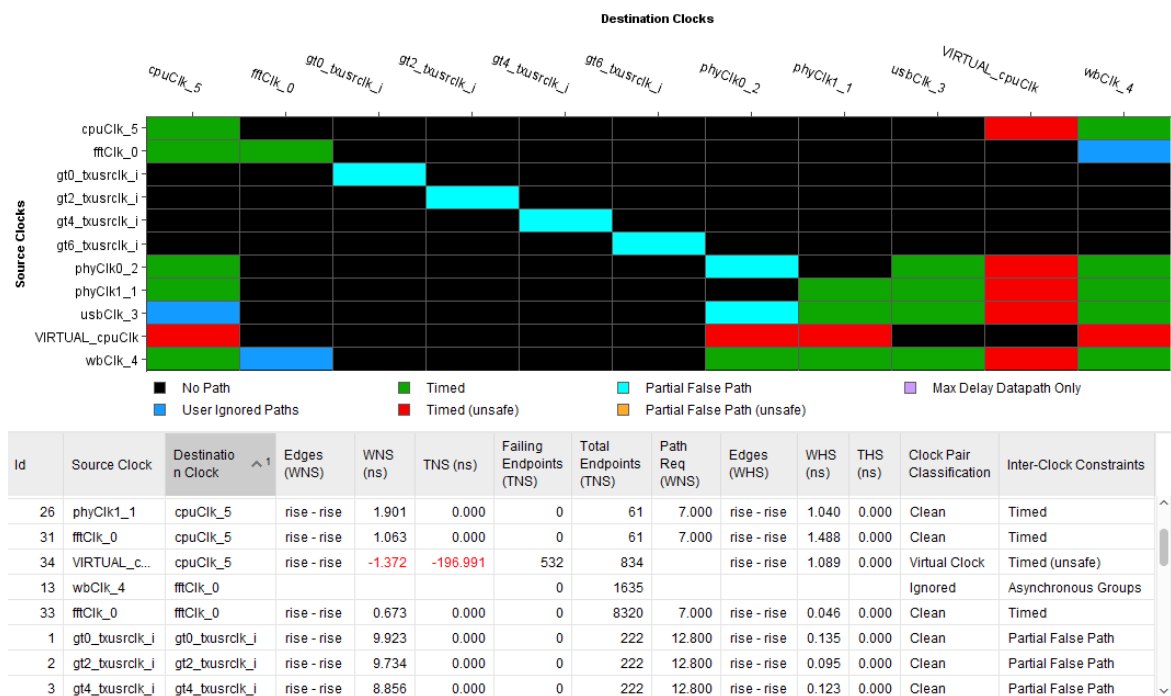 Destination Clocks
cpuClk_5 fftClk_0 gt0_txusrclk_i gt2_txusrclk_i gt4_txusrclk_i gt6_txusrclk_i phyClk0_2 phyClk1_1 usbClk_3 VIRTUAL_cpuClk wbClk_4
Source Clocks
cpuClk_5
fftClk_0
gt0_txusrclk_i
gt2_txusrclk_i
gt4_txusrclk_i
gt6_txusrclk_i
phyClk0_2
phyClk1_1
usbClk_3
VIRTUAL_cpuClk
wbClk_4
No Path Timed Partial False Path Max Delay Datapath Only
User Ignored Paths Timed (unsafe) Partial False Path (unsafe)
Id Source Clock Destinatio n Clock 1 Edges (WNS) WNS (ns) TNS (ns) Failing Endpoints (TNS) Total Endpoints (TNS) Path Req (WNS) Edges (WHS) WHS (ns) THS (ns) Clock Pair Classification Inter-Clock Constraints
26 phyClk1_1 cpuClk_5 rise - rise 1.901 0.000 0 61 7.000 rise - rise 1.040 0.000 Clean Timed
31 fftClk_0 cpuClk_5 rise - rise 1.063 0.000 0 61 7.000 rise - rise 1.488 0.000 Clean Timed
34 VIRTUAL_c... cpuClk_5 rise - rise -1.372 -196.991 532 834 rise - rise 1.089 0.000 Virtual Clock Timed (unsafe)
13 wbClk_4 fftClk_0 0 1635 Ignored Asynchronous Groups
33 fftClk_0 fftClk_0 rise - rise 0.673 0.000 0 8320 7.000 rise - rise 0.046 0.000 Clean Timed
1 gt0_txusrclk_i gt0_txusrclk_i rise - rise 9.923 0.000 0 222 12.800 rise - rise 0.135 0.000 Clean Partial False Path
2 gt2_txusrclk_i gt2_txusrclk_i rise - rise 9.734 0.000 0 222 12.800 rise - rise 0.095 0.000 Clean Partial False Path
3 gt4_txusrclk_i gt4_txusrclk_i rise - rise 8.856 0.000 0 222 12.800 rise - rise 0.123 0.000 Clean Partial False Path